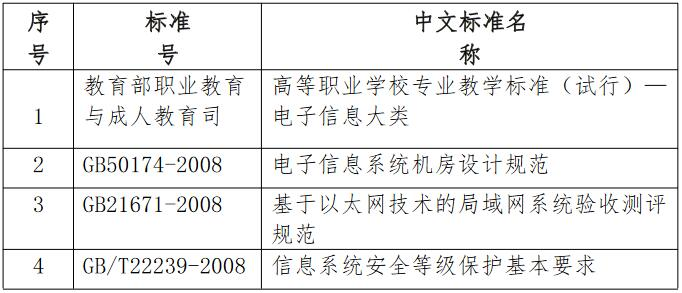 序号 标准号 中文标准名称
1 教育部职业教育与成人教育司 高等职业学校专业教学标准（试行）—电子信息大类
2 GB50174-2008 电子信息系统机房设计规范
3 GB21671-2008 基于以太网技术的局域网系统验收测评规范
4 GB/T22239-2008 信息系统安全等级保护基本要求